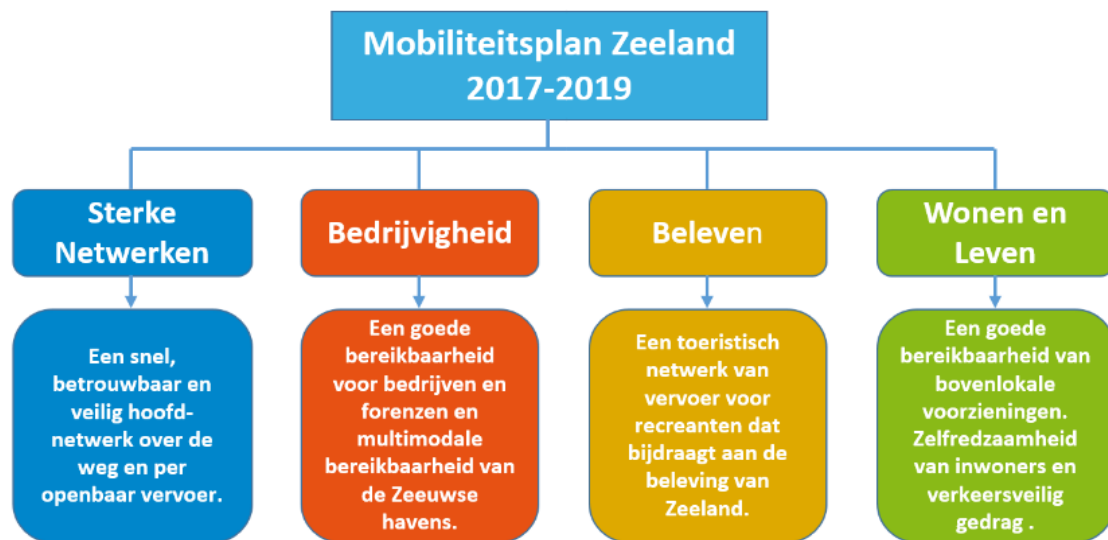 Mobiliteitsplan Zeeland
2017-2019
Sterke
Netwerken
Een snel,
betrouwbaar en
veilig hoofd-
netwerk over de
weg en per
openbaar vervoer.
Bedrijvigheid
Een goede
bereikbaarheid
voor bedrijven en
forenzen en
multimodale
bereikbaarheid van
de Zeeuwse
havens.
Beleven
Een toeristisch
netwerk van
vervoer voor
recreanten dat
bijdraagt aan de
beleving van
Zeeland.
Wonen en
Leven
Een goede
bereikbaarheid van
bovenlokale
voorzieningen.
Zelfredzaamheid
van inwoners en
verkeersveilig
gedrag .